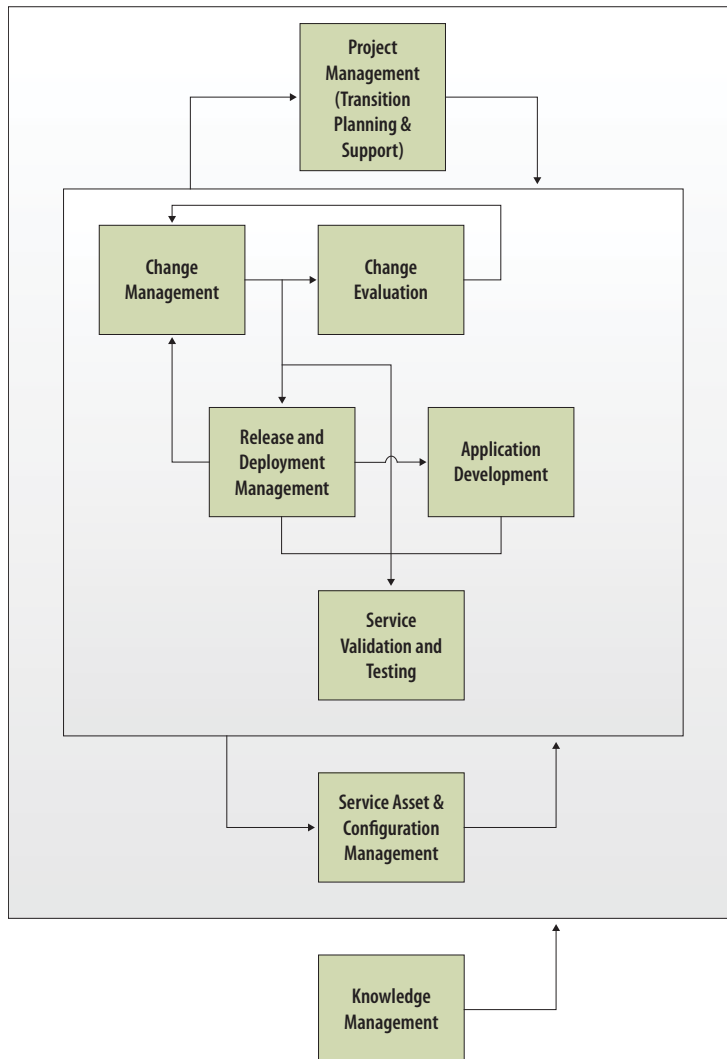 Project
Management
(Transition
Planning &
Support)
Change
Management
Change
Evaluation
Release and
Deployment
Management
Application
Development
Service
Validation and
Testing
Service Asset &
Configuration
Management
Knowledge
Management